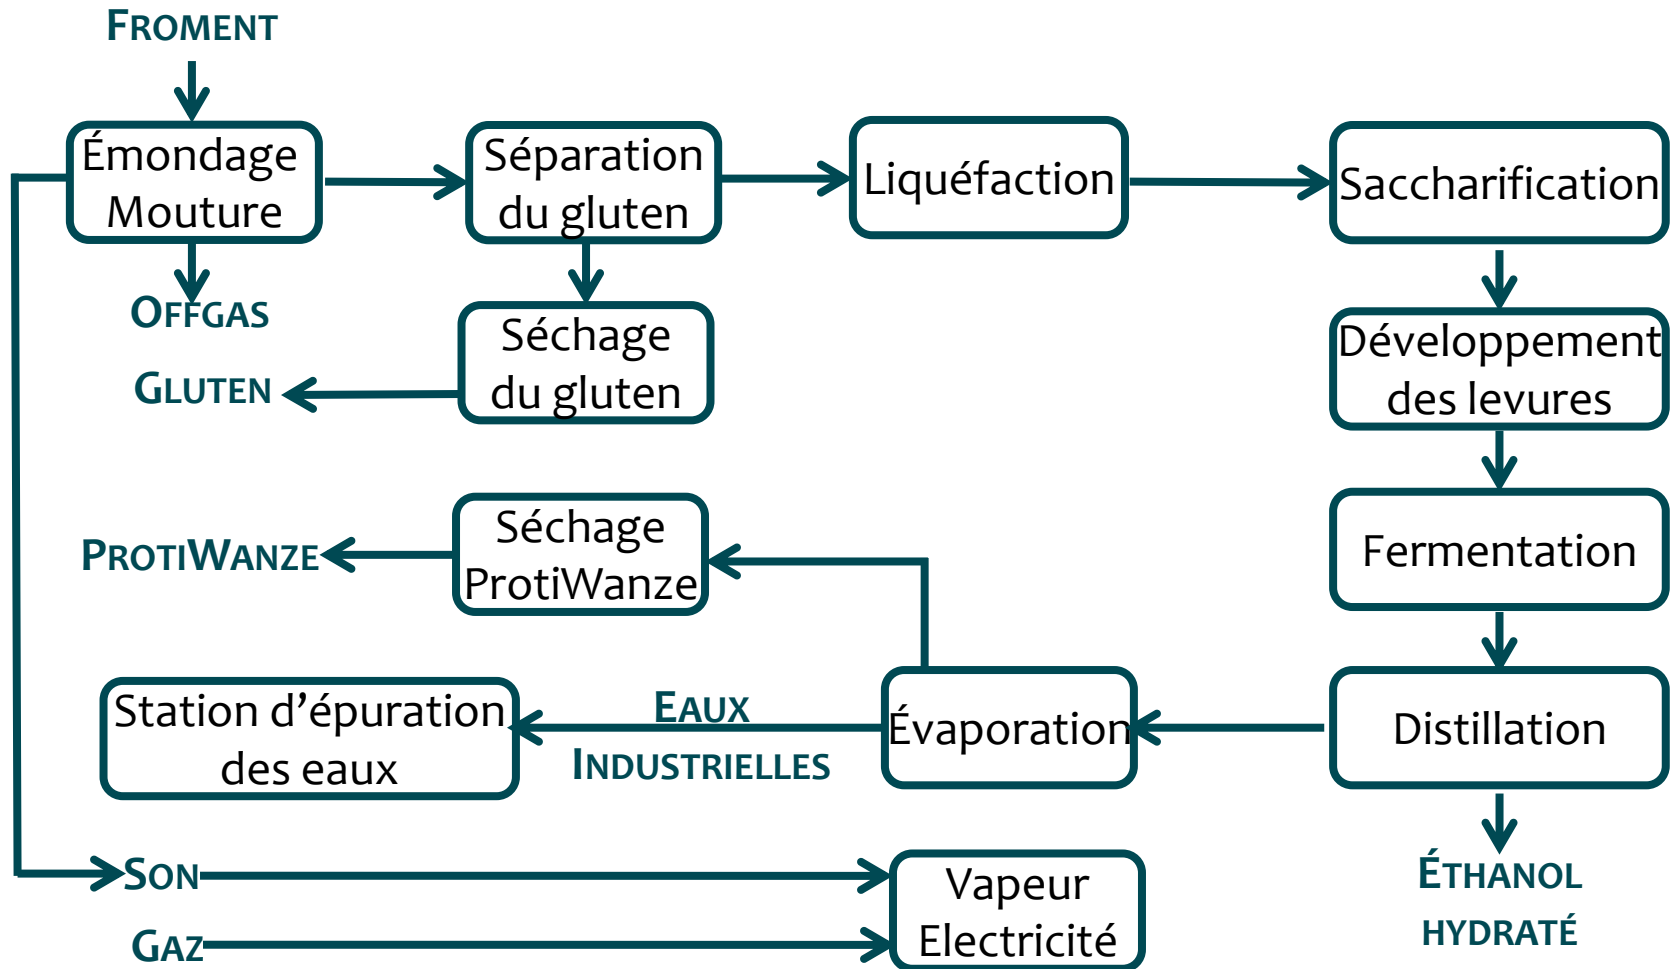 FROMENT
Émondage
Mouture
Séparation
du gluten
Liquéfaction
Saccharification
OFFGAS
Séchage
du gluten
GLUTEN
Développement
des levures
Séchage
ProtiWanze
PROTIWANZE
Fermentation
Station d'épuration
des eaux
EAUX
INDUSTRIELLES
Évaporation
Distillation
SON
GAZ
Vapeur
Electricité
ÉTHANOL
HYDRATÉ